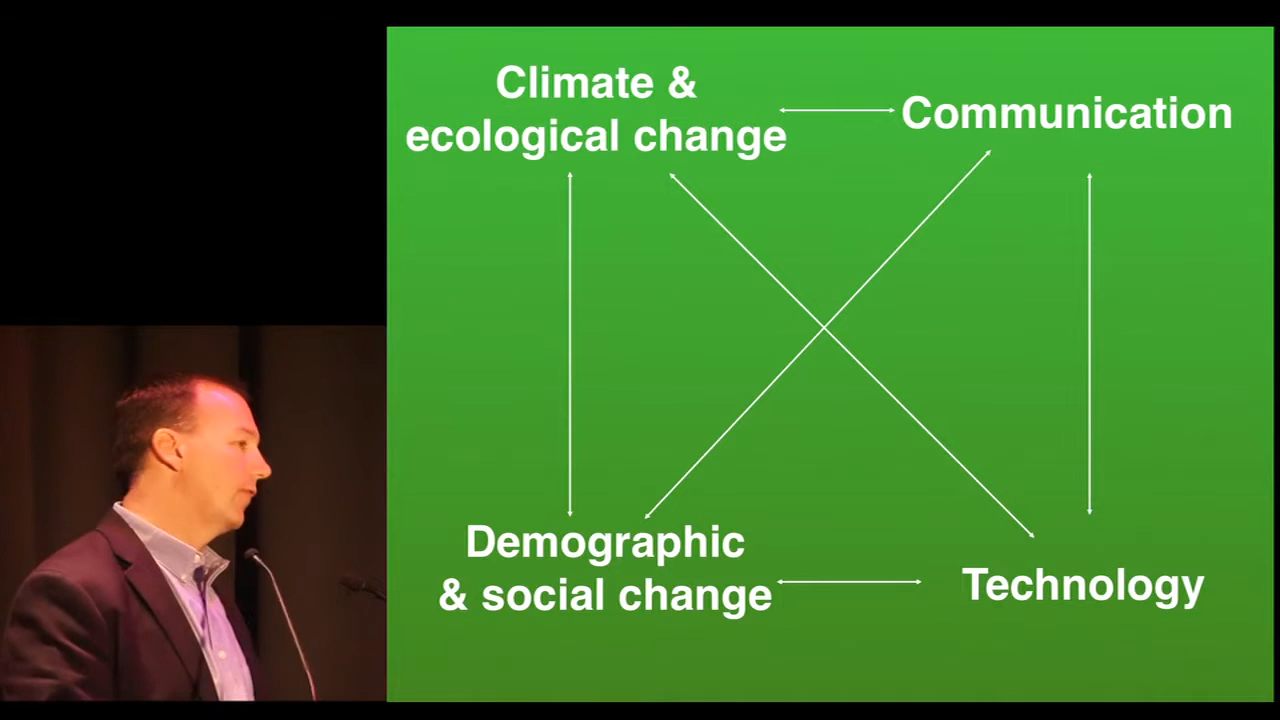 Climate &
ecological change
Communication
Demographic
& social change
Technology